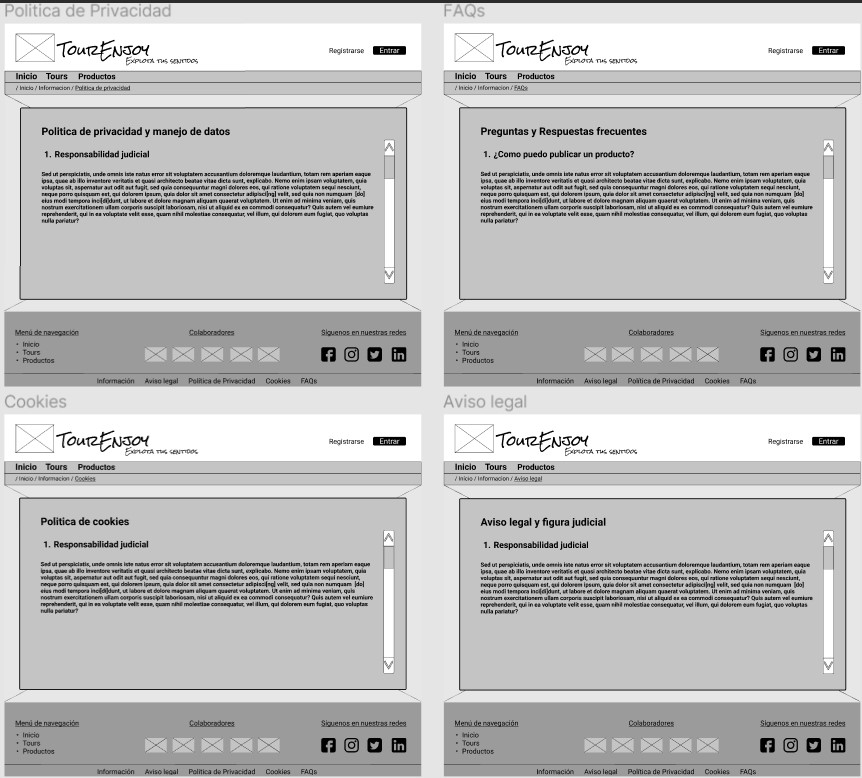 Politica de Privacidad
TourEnjoy
Explota tus sentidos
Registrarse Entrar
Inicio Tours Productos
/ Inicio / Informacion / Politica de privacidad
Politica de privacidad y manejo de datos
1. Responsabilidad judicial
Sed ut perspiciatis, unde omnis iste natus error sit voluptatem accusantium doloremque laudantium, totam rem aperiam eaque
ipsa, quae ab illo inventore veritatis et quasi architecto beatae vitae dicta sunt, explicabo. Nemo enim ipsam voluptatem, quia
voluptas sit, aspernatur aut odit aut fugit, sed quia consequuntur magni dolores eos, qui ratione voluptatem sequi nesciunt,
neque porro quisquam est, qui dolorem ipsum, quia dolor sit amet consectetur adipisci[ng] velit, sed quia non numquam [do]
eius modi tempora inci[di]dunt, ut labore et dolore magnam aliquam quaerat voluptatem. Ut enim ad minima veniam, quis
nostrum exercitationem ullam corporis suscipit laboriosam, nisi ut aliquid ex ea commodi consequatur? Quis autem vel eumiure
reprehenderit, qui in ea voluptate velit esse, quam nihil molestiae consequatur, vel illum, qui dolorem eum fugiat, quo voluptas
nulla pariatur?
Menú de navegación
Inicio
Tours
Productos
Colaboradores
Siguenos en nuestras redes
Información Aviso legal Política de Privacidad Cookies FAQs
FAQs
TourEnjoy
Explota tus sentidos
Registrarse Entrar
Inicio Tours Productos
/ Inicio / Informacion / FAQs
Preguntas y Respuestas frecuentes
1. ¿Como puedo publicar un producto?
Sed ut perspiciatis, unde omnis iste natus error sit voluptatem accusantium doloremque laudantium, totam rem aperiam eaque
ipsa, quae ab illo inventore veritatis et quasi architecto beatae vitae dicta sunt, explicabo. Nemo enim ipsam voluptatem, quia
voluptas sit, aspernatur aut odit aut fugit, sed quia consequuntur magni dolores eos, qui ratione voluptatem sequi nesciunt,
neque porro quisquam est, qui dolorem ipsum, quia dolor sit amet consectetur adipisci[ng] velit, sed quia non numquam [do]
eius modi tempora inci[di]dunt, ut labore et dolore magnam aliquam quaerat voluptatem. Ut enim ad minima veniam, quis
nostrum exercitationem ullam corporis suscipit laboriosam, nisi ut aliquid ex ea commodi consequatur? Quis autem vel eumiure
reprehenderit, qui in ea voluptate velit esse, quam nihil molestiae consequatur, vel illum, qui dolorem eum fugiat, quo voluptas
nulla pariatur?
Menú de navegación
Inicio
Tours
Productos
Colaboradores
Siguenos en nuestras redes
Información Aviso legal Política de Privacidad Cookies FAQs
Cookies
TourEnjoy
Explota tus sentidos
Registrarse Entrar
Inicio Tours Productos
/ Inicio / Informacion / Cookies
Politica de cookies
1. Responsabilidad judicial
Sed ut perspiciatis, unde omnis iste natus error sit voluptatem accusantium doloremque laudantium, totam rem aperiam eaque
ipsa, quae ab illo inventore veritatis et quasi architecto beatae vitae dicta sunt, explicabo. Nemo enim ipsam voluptatem, quia
voluptas sit, aspernatur aut odit aut fugit, sed quia consequuntur magni dolores eos, qui ratione voluptatem sequi nesciunt,
neque porro quisquam est, qui dolorem ipsum, quia dolor sit amet consectetur adipisci[ng] velit, sed quia non numquam [do]
eius modi tempora inci[di]dunt, ut labore et dolore magnam aliquam quaerat voluptatem. Ut enim ad minima veniam, quis
nostrum exercitationem ullam corporis suscipit laboriosam, nisi ut aliquid ex ea commodi consequatur? Quis autem vel eumiure
reprehenderit, qui in ea voluptate velit esse, quam nihil molestiae consequatur, vel illum, qui dolorem eum fugiat, quo voluptas
nulla pariatur?
Menú de navegación
Inicio
Tours
Productos
Colaboradores
Siguenos en nuestras redes
Información Aviso legal Política de Privacidad Cookies FAQs
Aviso legal
TourEnjoy
Explota tus sentidos
Registrarse Entrar
Inicio Tours Productos
/ Inicio / Informacion / Aviso legal
Aviso legal y figura judicial
1. Responsabilidad judicial
Sed ut perspiciatis, unde omnis iste natus error sit voluptatem accusantium doloremque laudantium, totam rem aperiam eaque
ipsa, quae ab illo inventore veritatis et quasi architecto beatae vitae dicta sunt, explicabo. Nemo enim ipsam voluptatem, quia
voluptas sit, aspernatur aut odit aut fugit, sed quia consequuntur magni dolores eos, qui ratione voluptatem sequi nesciunt,
neque porro quisquam est, qui dolorem ipsum, quia dolor sit amet consectetur adipisci[ng] velit, sed quia non numquam [do]
eius modi tempora inci[di]dunt, ut labore et dolore magnam aliquam quaerat voluptatem. Ut enim ad minima veniam, quis
nostrum exercitationem ullam corporis suscipit laboriosam, nisi ut aliquid ex ea commodi consequatur? Quis autem vel eumiure
reprehenderit, qui in ea voluptate velit esse, quam nihil molestiae consequatur, vel illum, qui dolorem eum fugiat, quo voluptas
nulla pariatur?
Menú de navegación
Inicio
Tours
Productos
Colaboradores
Siguenos en nuestras redes
Información Aviso legal Política de Privacidad Cookies FAQs